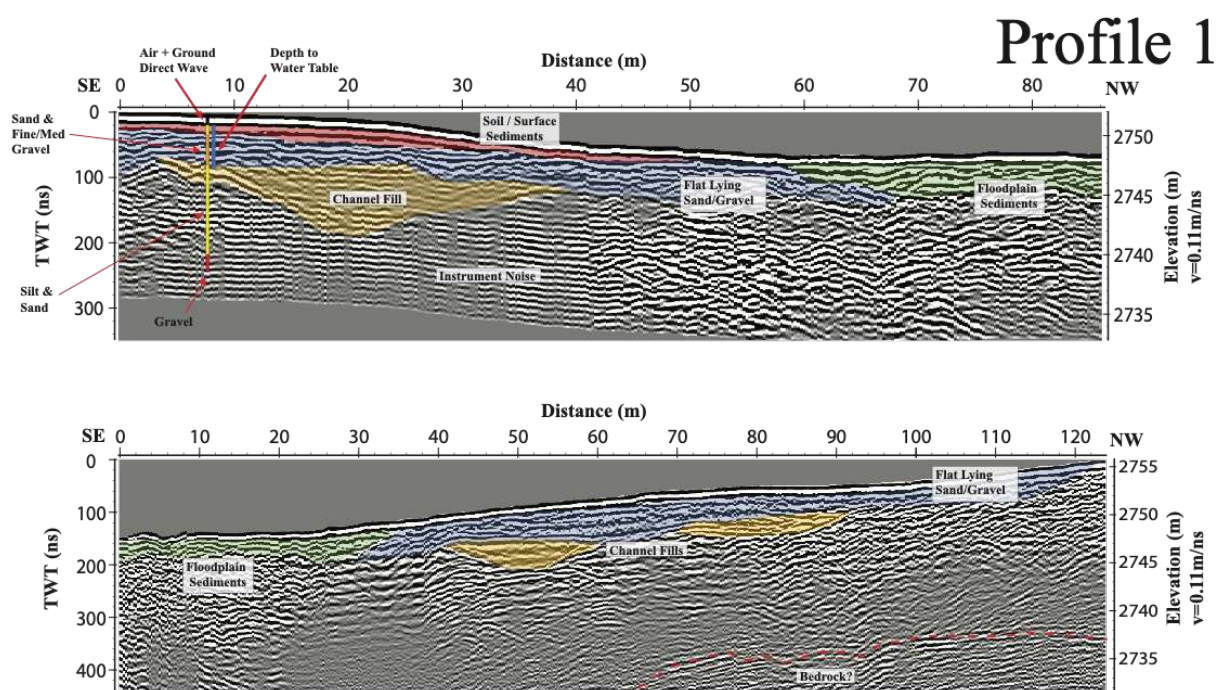 Profile 1
Air + Ground
Direct Wave
Depth to
Water Table
Distance (m)
SE 0 10 20 30 40 50 60 70 80 NW
Sand &
Fine/Med
Gravel
Soil / Surface
Sediments
0
100
200
300
TWT (ns)
2750
2745
2740
2735
Elevation (m)
v=0.11m/ns
Channel Fill
Flat Lying
Sand/Gravel
Floodplain
Sediments
Instrument Noise
Silt &
Sand
Gravel
Distance (m)
SE 0 10 20 30 40 50 60 70 80 90 100 110 120 NW
0
100
200
300
400
TWT (ns)
2755
2750
2745
2740
2735
Elevation (m)
v=0.11m/ns
Flat Lying
Sand/Gravel
Channel Fills
Floodplain
Sediments
Bedrock?